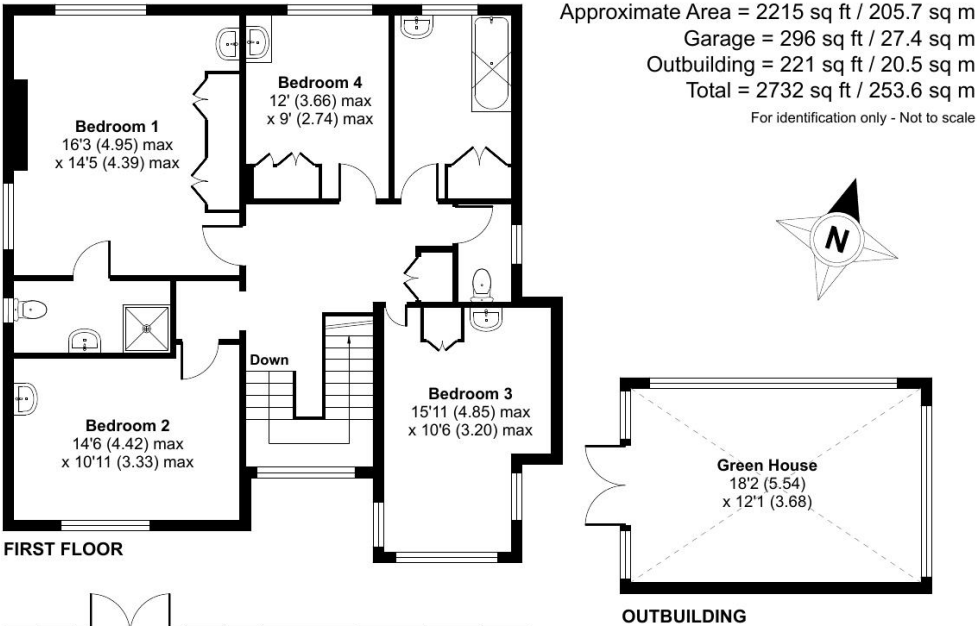 Approximate Area = 2215 sq ft / 205.7 sq m
Garage = 296 sq ft / 27.4 sq m
Outbuilding = 221 sq ft / 20.5 sq m
Total = 2732 sq ft / 253.6 sq m
For identification only - Not to scale
Bedroom 4
12' (3.66) max
x 9' (2.74) max
Bedroom 1
16'3 (4.95) max
x 14'5 (4.39) max
N
Down
Bedroom 3
15'11 (4.85) max
x 10'6 (3.20) max
Bedroom 2
14'6 (4.42) max
x 10'11 (3.33) max
Green House
18'2 (5.54)
x 12'1 (3.68)
FIRST FLOOR
OUTBUILDING